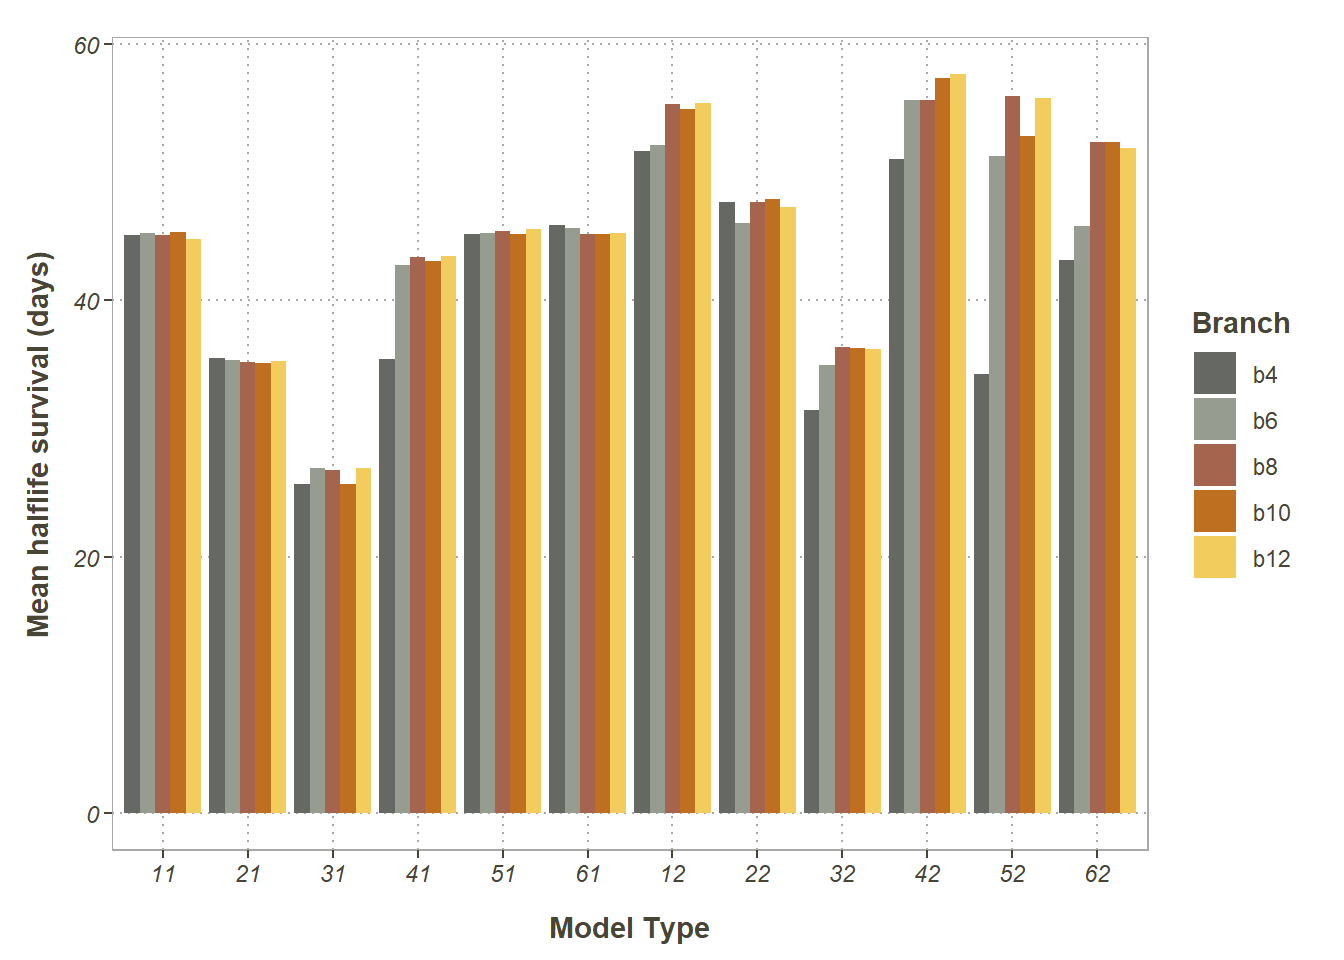 Mean halflife survival (days)
60
40
20
0
11 21 31 41 51 61 12 22 32 42 52 62
Model Type
Branch
b4
b6
b8
b10
b12